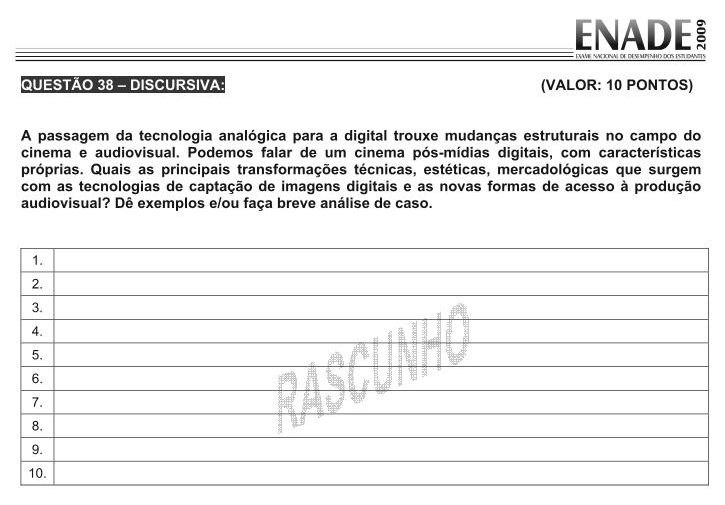 ENADE 2009
EXAME NACIONAL DE DESEMPENHO DOS ESTUDANTES
QUESTÃO 38 – DISCURSIVA: (VALOR: 10 PONTOS)
A passagem da tecnologia analógica para a digital trouxe mudanças estruturais no campo do
cinema e audiovisual. Podemos falar de um cinema pós-mídias digitais, com características
próprias. Quais as principais transformações técnicas, estéticas, mercadológicas que surgem
com as tecnologias de captação de imagens digitais e as novas formas de acesso à produção
audiovisual? Dê exemplos e/ou faça breve análise de caso.
1.
2.
3.
4.
5.
6.
7.
8.
9.
10.
RASCUNHO